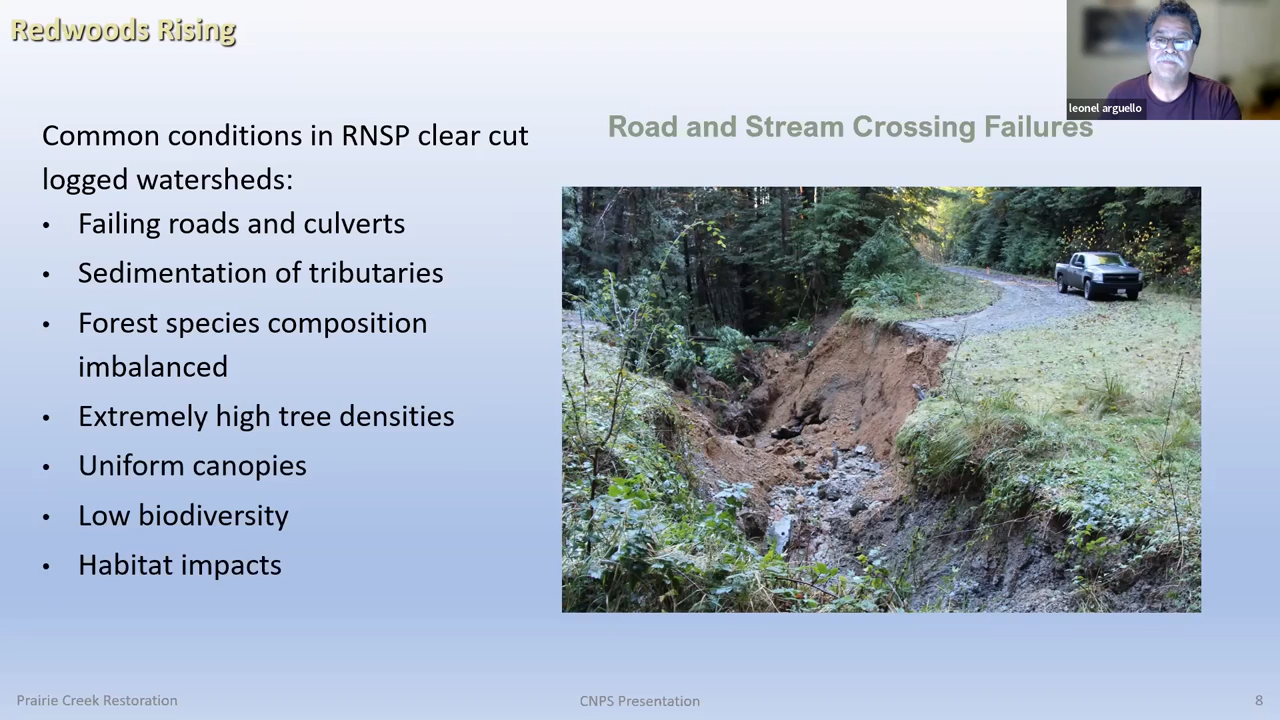 Redwoods Rising
leonel arguello
Road and Stream Crossing Failures
Common conditions in RNSP clear cut
logged watersheds:
• Failing roads and culverts
• Sedimentation of tributaries
• Forest species composition
imbalanced
• Extremely high tree densities
• Uniform canopies
• Low biodiversity
• Habitat impacts
Prairie Creek Restoration
CNPS Presentation
8